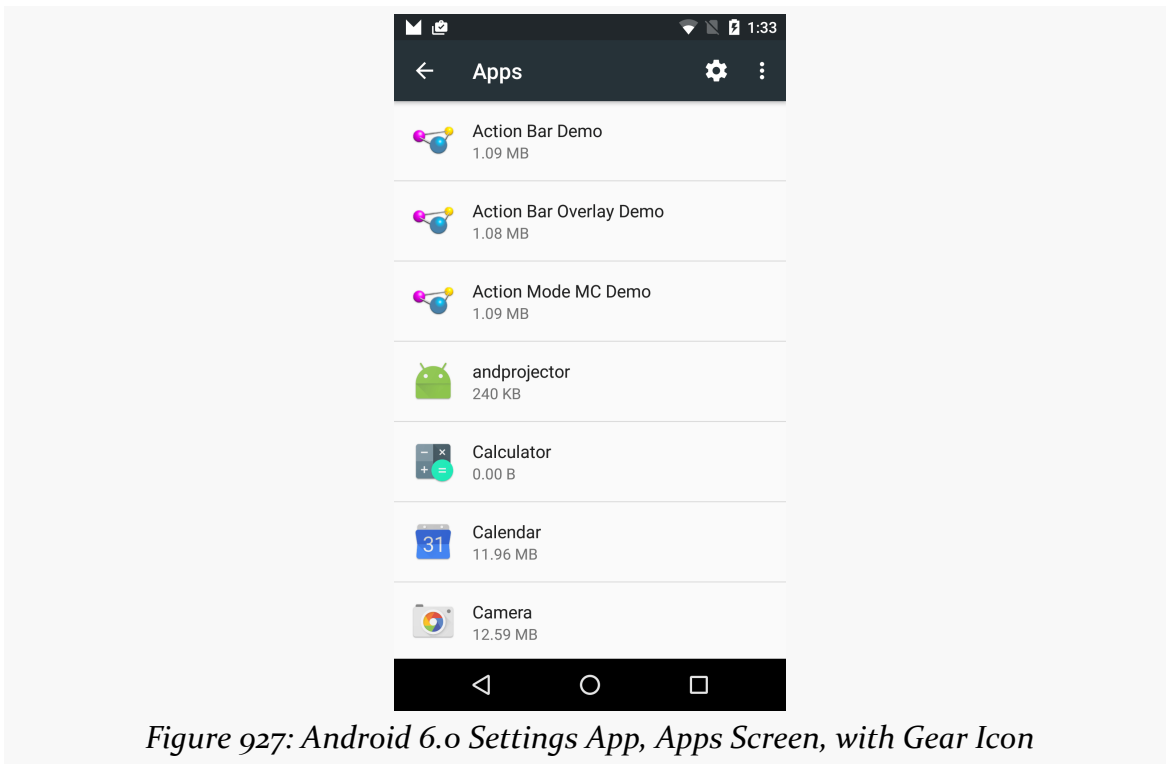 1:33
Apps
Action Bar Demo
1.09 MB
Action Bar Overlay Demo
1.08 MB
Action Mode MC Demo
1.09 MB
andprojector
240 KB
Calculator
0.00 B
31
Calendar
11.96 MB
Camera
12.59 MB
Figure 927: Android 6.0 Settings App, Apps Screen, with Gear Icon